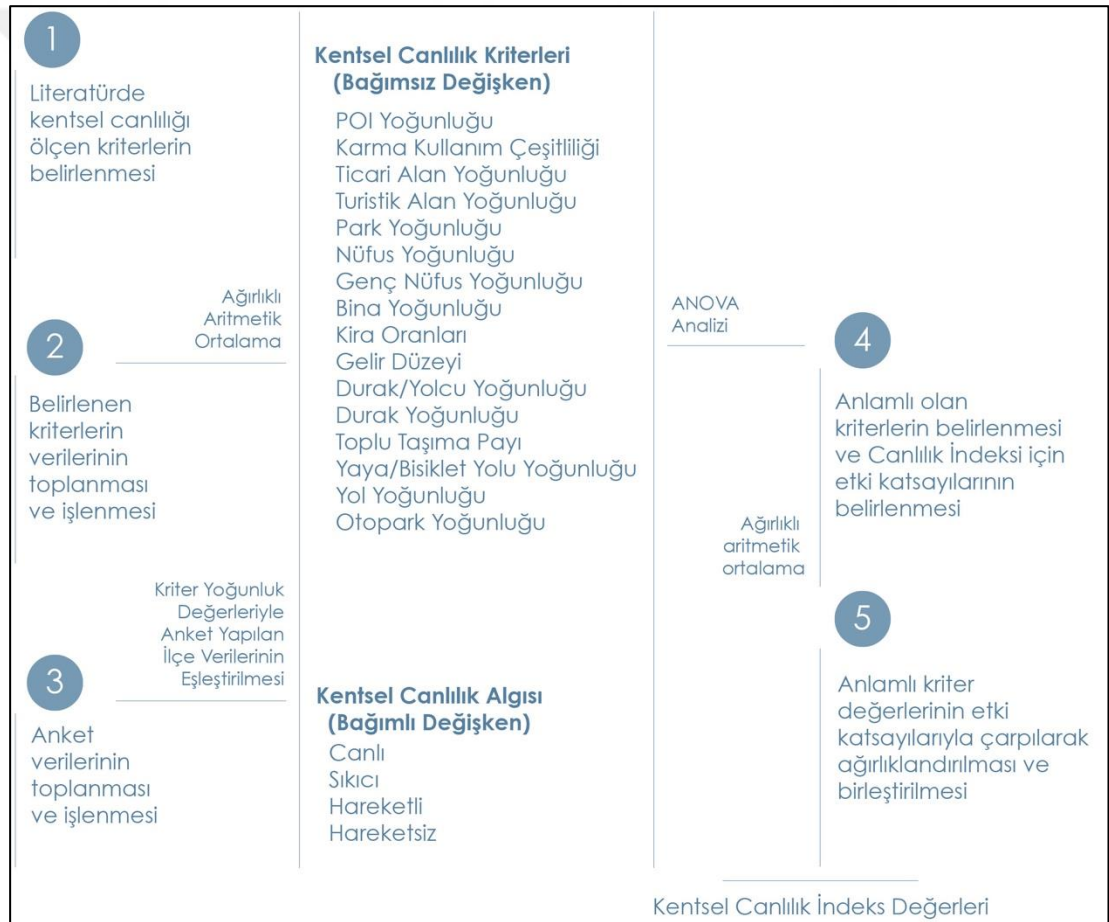 1
Literatürde
kentsel canlılığı
ölçen kriterlerin
belirlenmesi
Ağırlıklı
Aritmetik
Ortalama
2
Belirlenen
kriterlerin
verilerinin
toplanması
ve işlenmesi
Kriter Yoğunluk
Değerleriyle
Anket Yapılan
İlçe Verilerinin
Eşleştirilmesi
3
Anket
verilerinin
toplanması
ve işlenmesi
Kentsel Canlılık Kriterleri
(Bağımsız Değişken)
POI Yoğunluğu
Karma Kullanım Çeşitliliği
Ticari Alan Yoğunluğu
Turistik Alan Yoğunluğu
Park Yoğunluğu
Nüfus Yoğunluğu
Genç Nüfus Yoğunluğu
Bina Yoğunluğu
Kira Oranları
Gelir Düzeyi
Durak/Yolcu Yoğunluğu
Durak Yoğunluğu
Toplu Taşıma Payı
Yaya/Bisiklet Yolu Yoğunluğu
Yol Yoğunluğu
Otopark Yoğunluğu
Kentsel Canlılık Algısı
(Bağımlı Değişken)
Canlı
Sıkıcı
Hareketli
Hareketsiz
ANOVA
Analizi
4
Anlamlı olan
kriterlerin belirlenmesi
ve Canlılık İndeksi için
etki katsayılarının
belirlenmesi
Ağırlıklı
aritmetik
ortalama
5
Anlamlı kriter
değerlerinin etki
katsayılarıyla çarpılarak
ağırlıklandırılması ve
birleştirilmesi
Kentsel Canlılık İndeks Değerleri